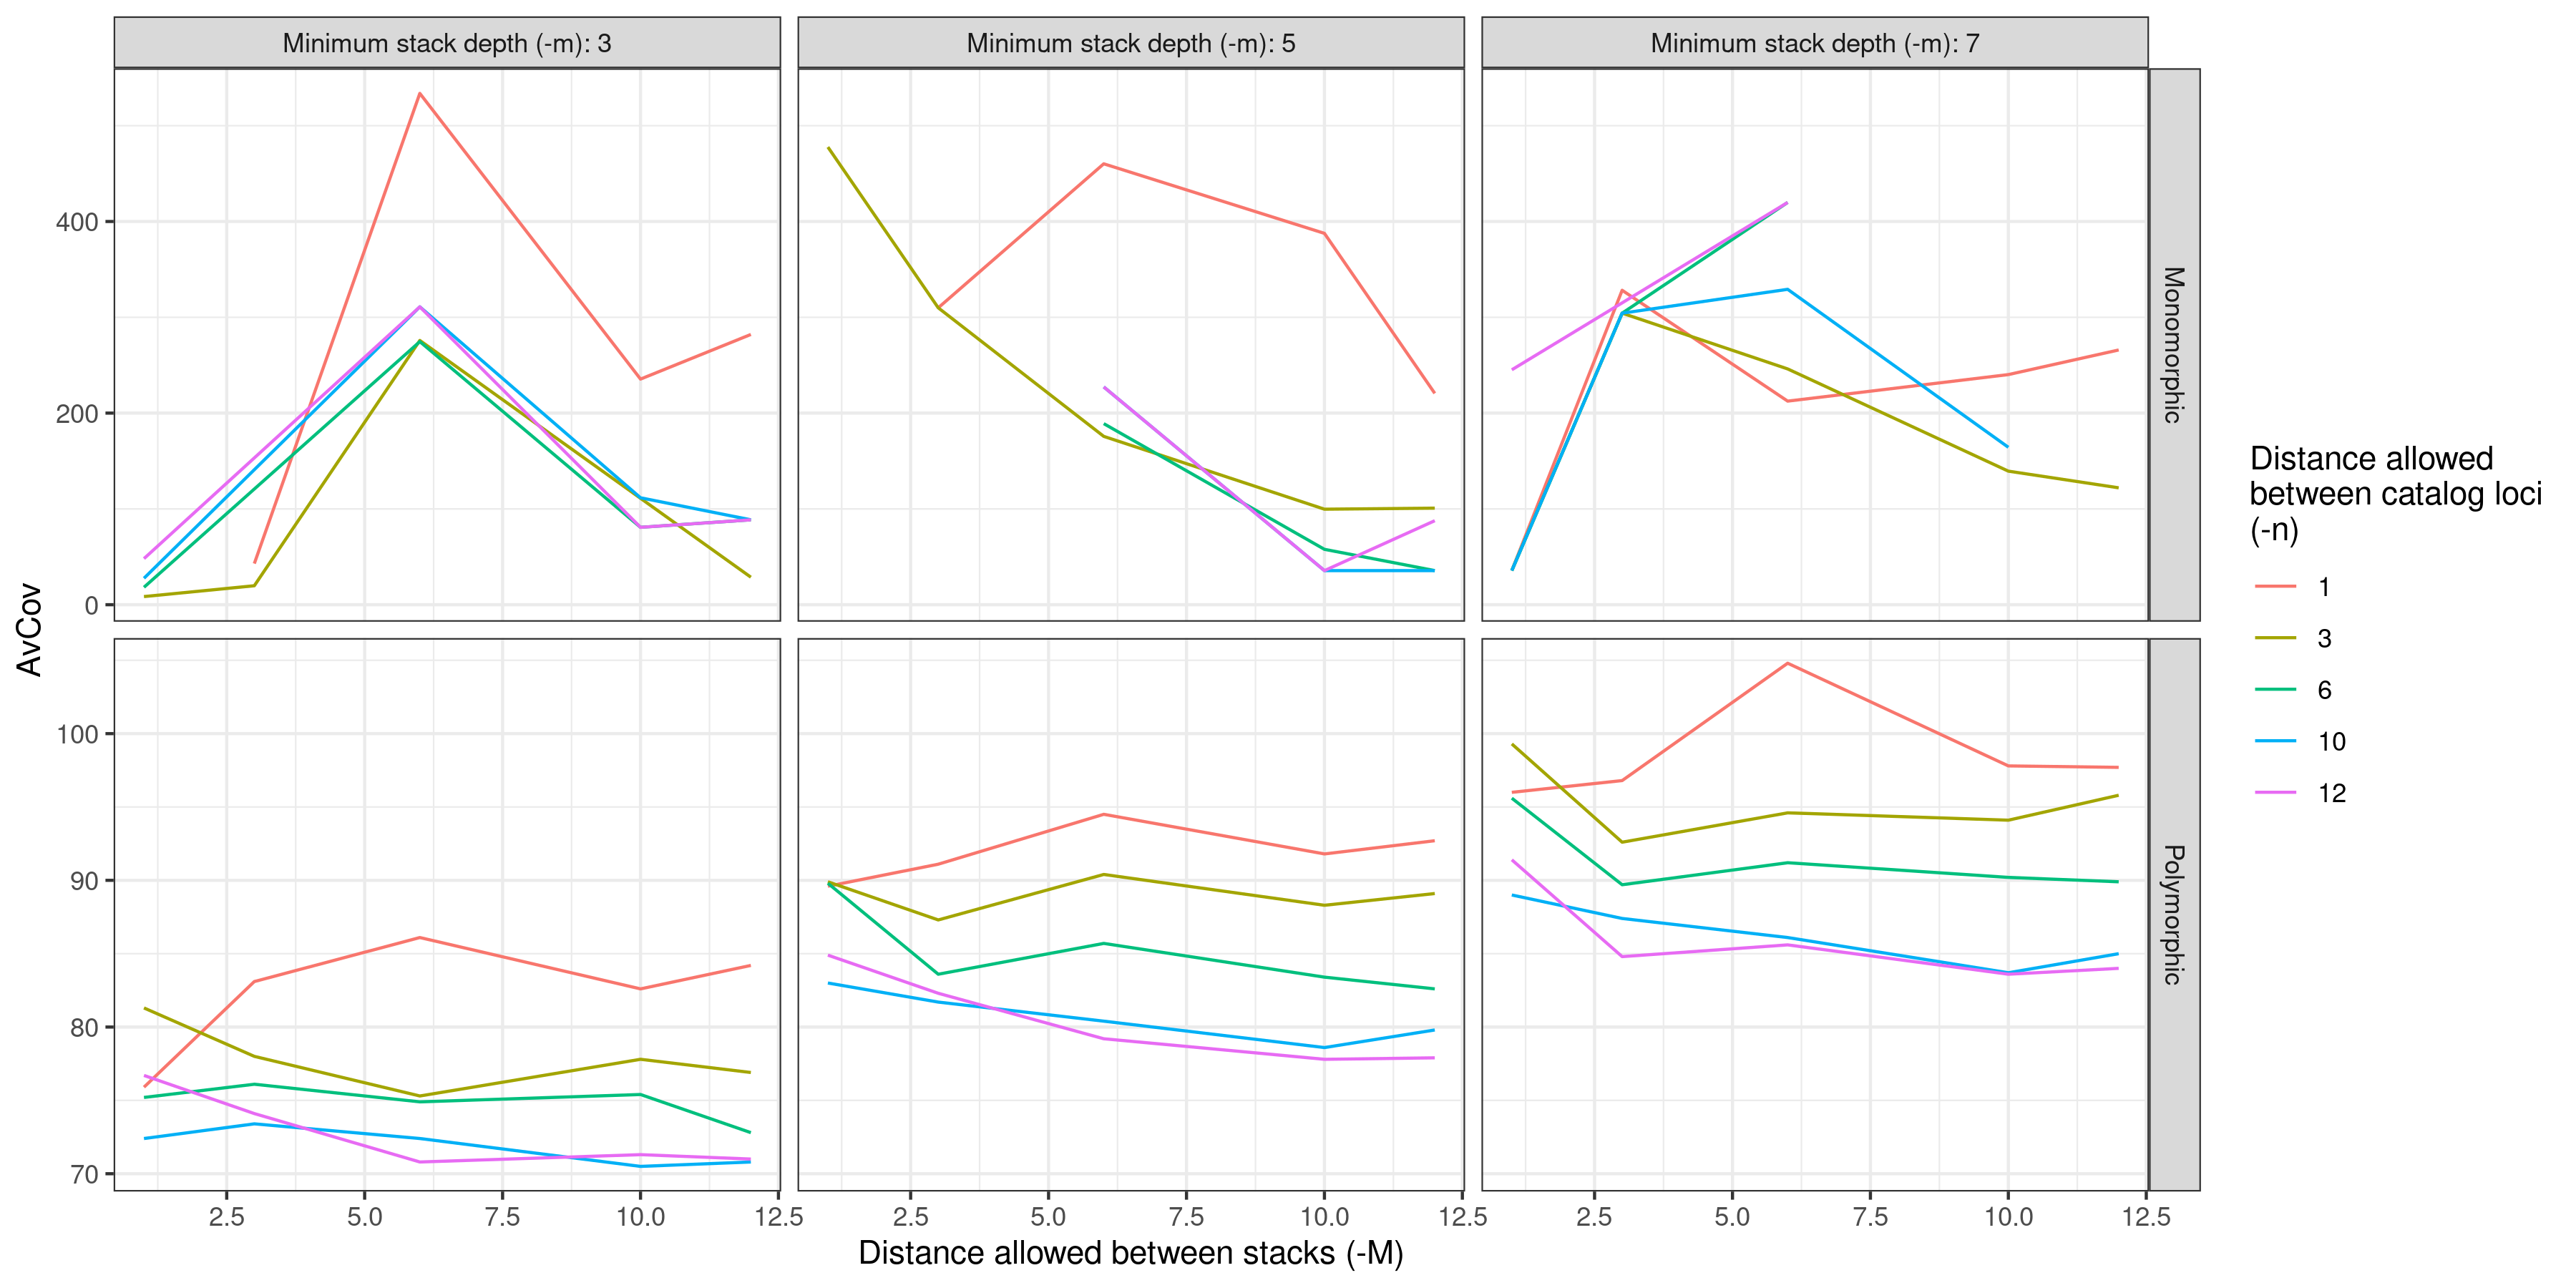 Minimum stack depth (-m): 3
Minimum stack depth (-m): 5
Minimum stack depth (-m): 7
Monomorphic
Polymorphic
AvCov
400
200
0
100
90
80
70
2.5 5.0 7.5 10.0 12.5
2.5 5.0 7.5 10.0 12.5
2.5 5.0 7.5 10.0 12.5
Distance allowed between stacks (-M)
Distance allowed
between catalog loci
(-n)
1
3
6
10
12